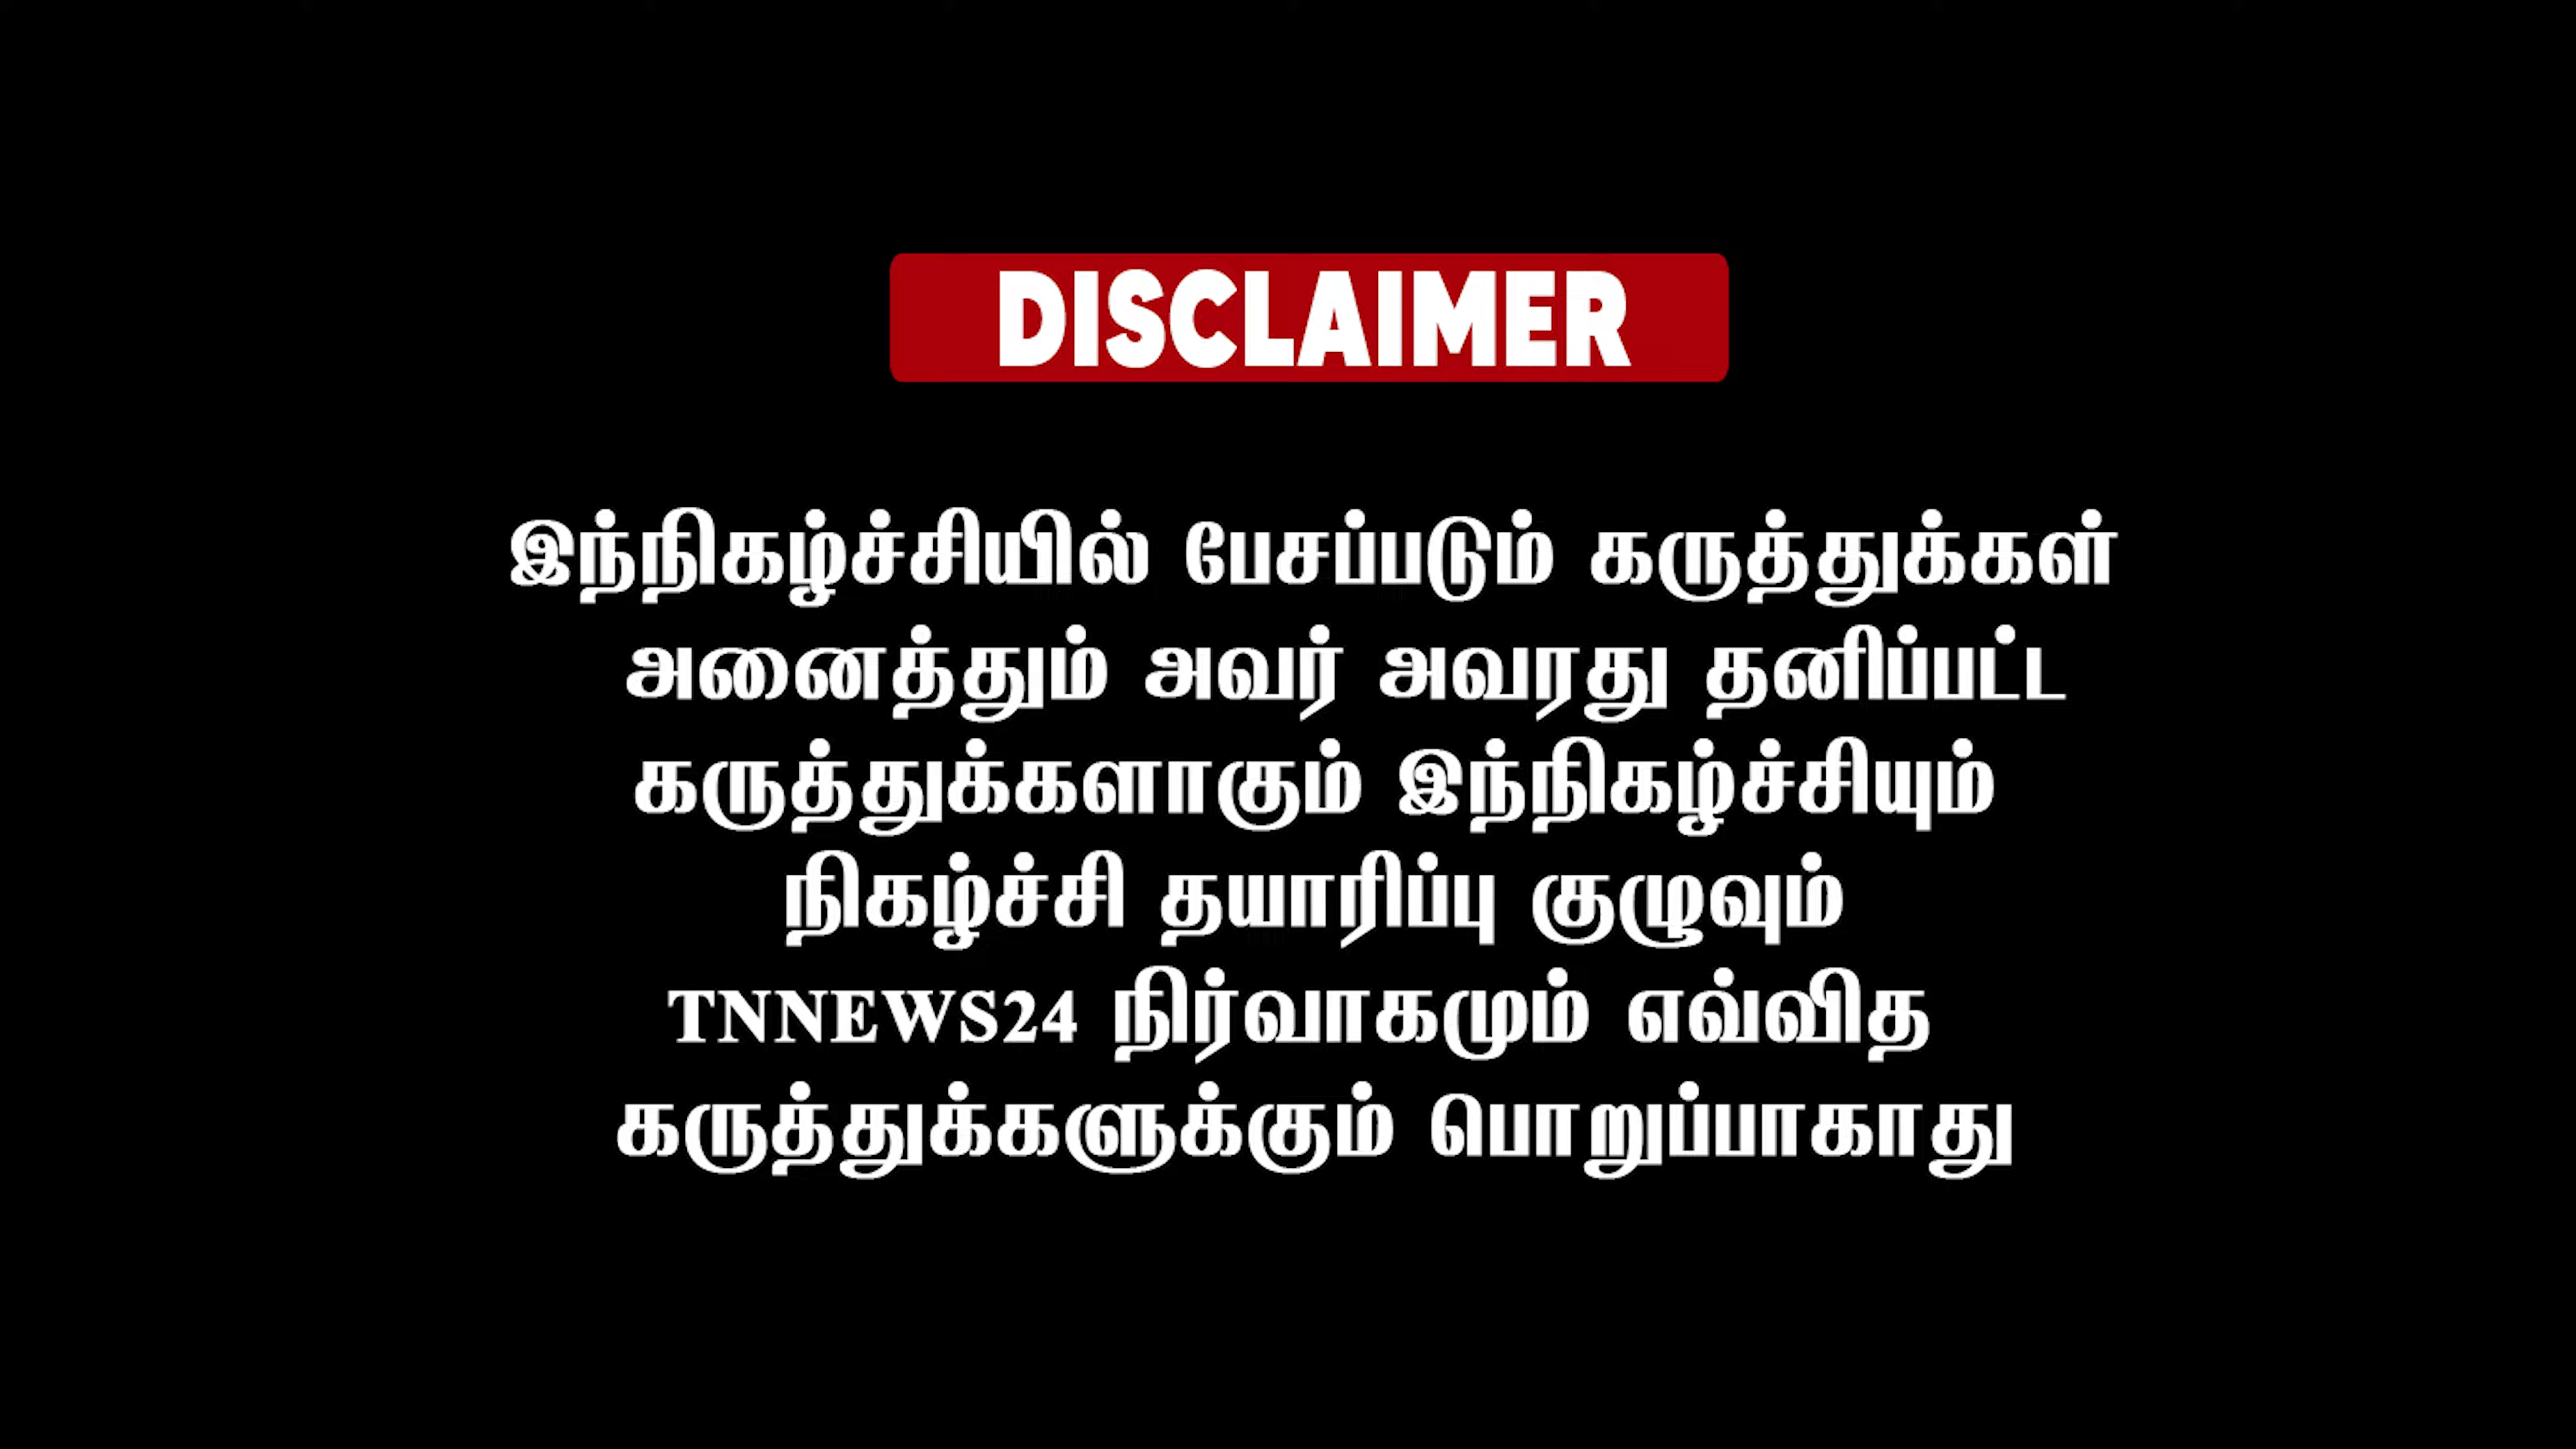 DISCLAIMER
இந்நிகழ்ச்சியில் பேசப்படும் கருத்துக்கள்
அனைத்தும் அவர் அவரது தனிப்பட்ட
கருத்துக்களாகும் இந்நிகழ்ச்சியும்
நிகழ்ச்சி தயாரிப்பு குழுவும்
TNNEWS24 நிர்வாகமும் எவ்வித
கருத்துக்களுக்கும் பொறுப்பாகாது